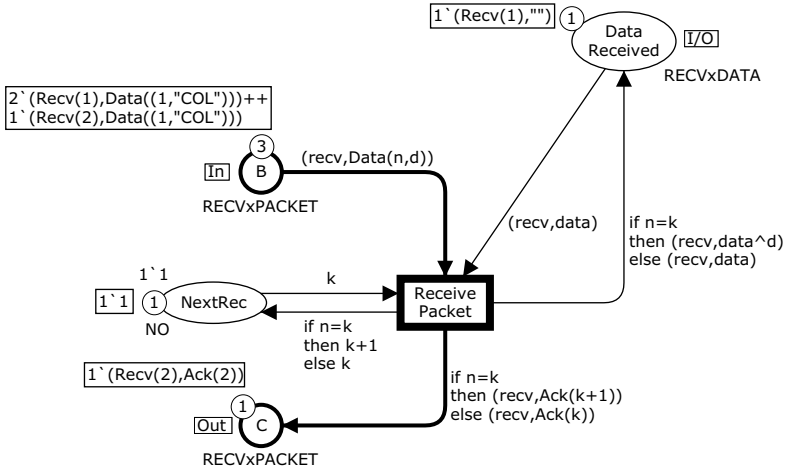 1`(Recv(1),"")
1
Data
Received
I/O
RECVxDATA
2`(Recv(1),Data((1,"COL")))++
1`(Recv(2),Data((1,"COL")))
3
(recv,Data(n,d))
In
B
RECVxPACKET
(recv,data)
if n=k
then (recv,data^d)
else (recv,data)
1`1
k
1`1
1
NextRec
Receive
Packet
NO
if n=k
then k+1
else k
1`(Recv(2),Ack(2))
if n=k
then (recv,Ack(k+1))
else (recv,Ack(k))
1
Out
C
RECVxPACKET